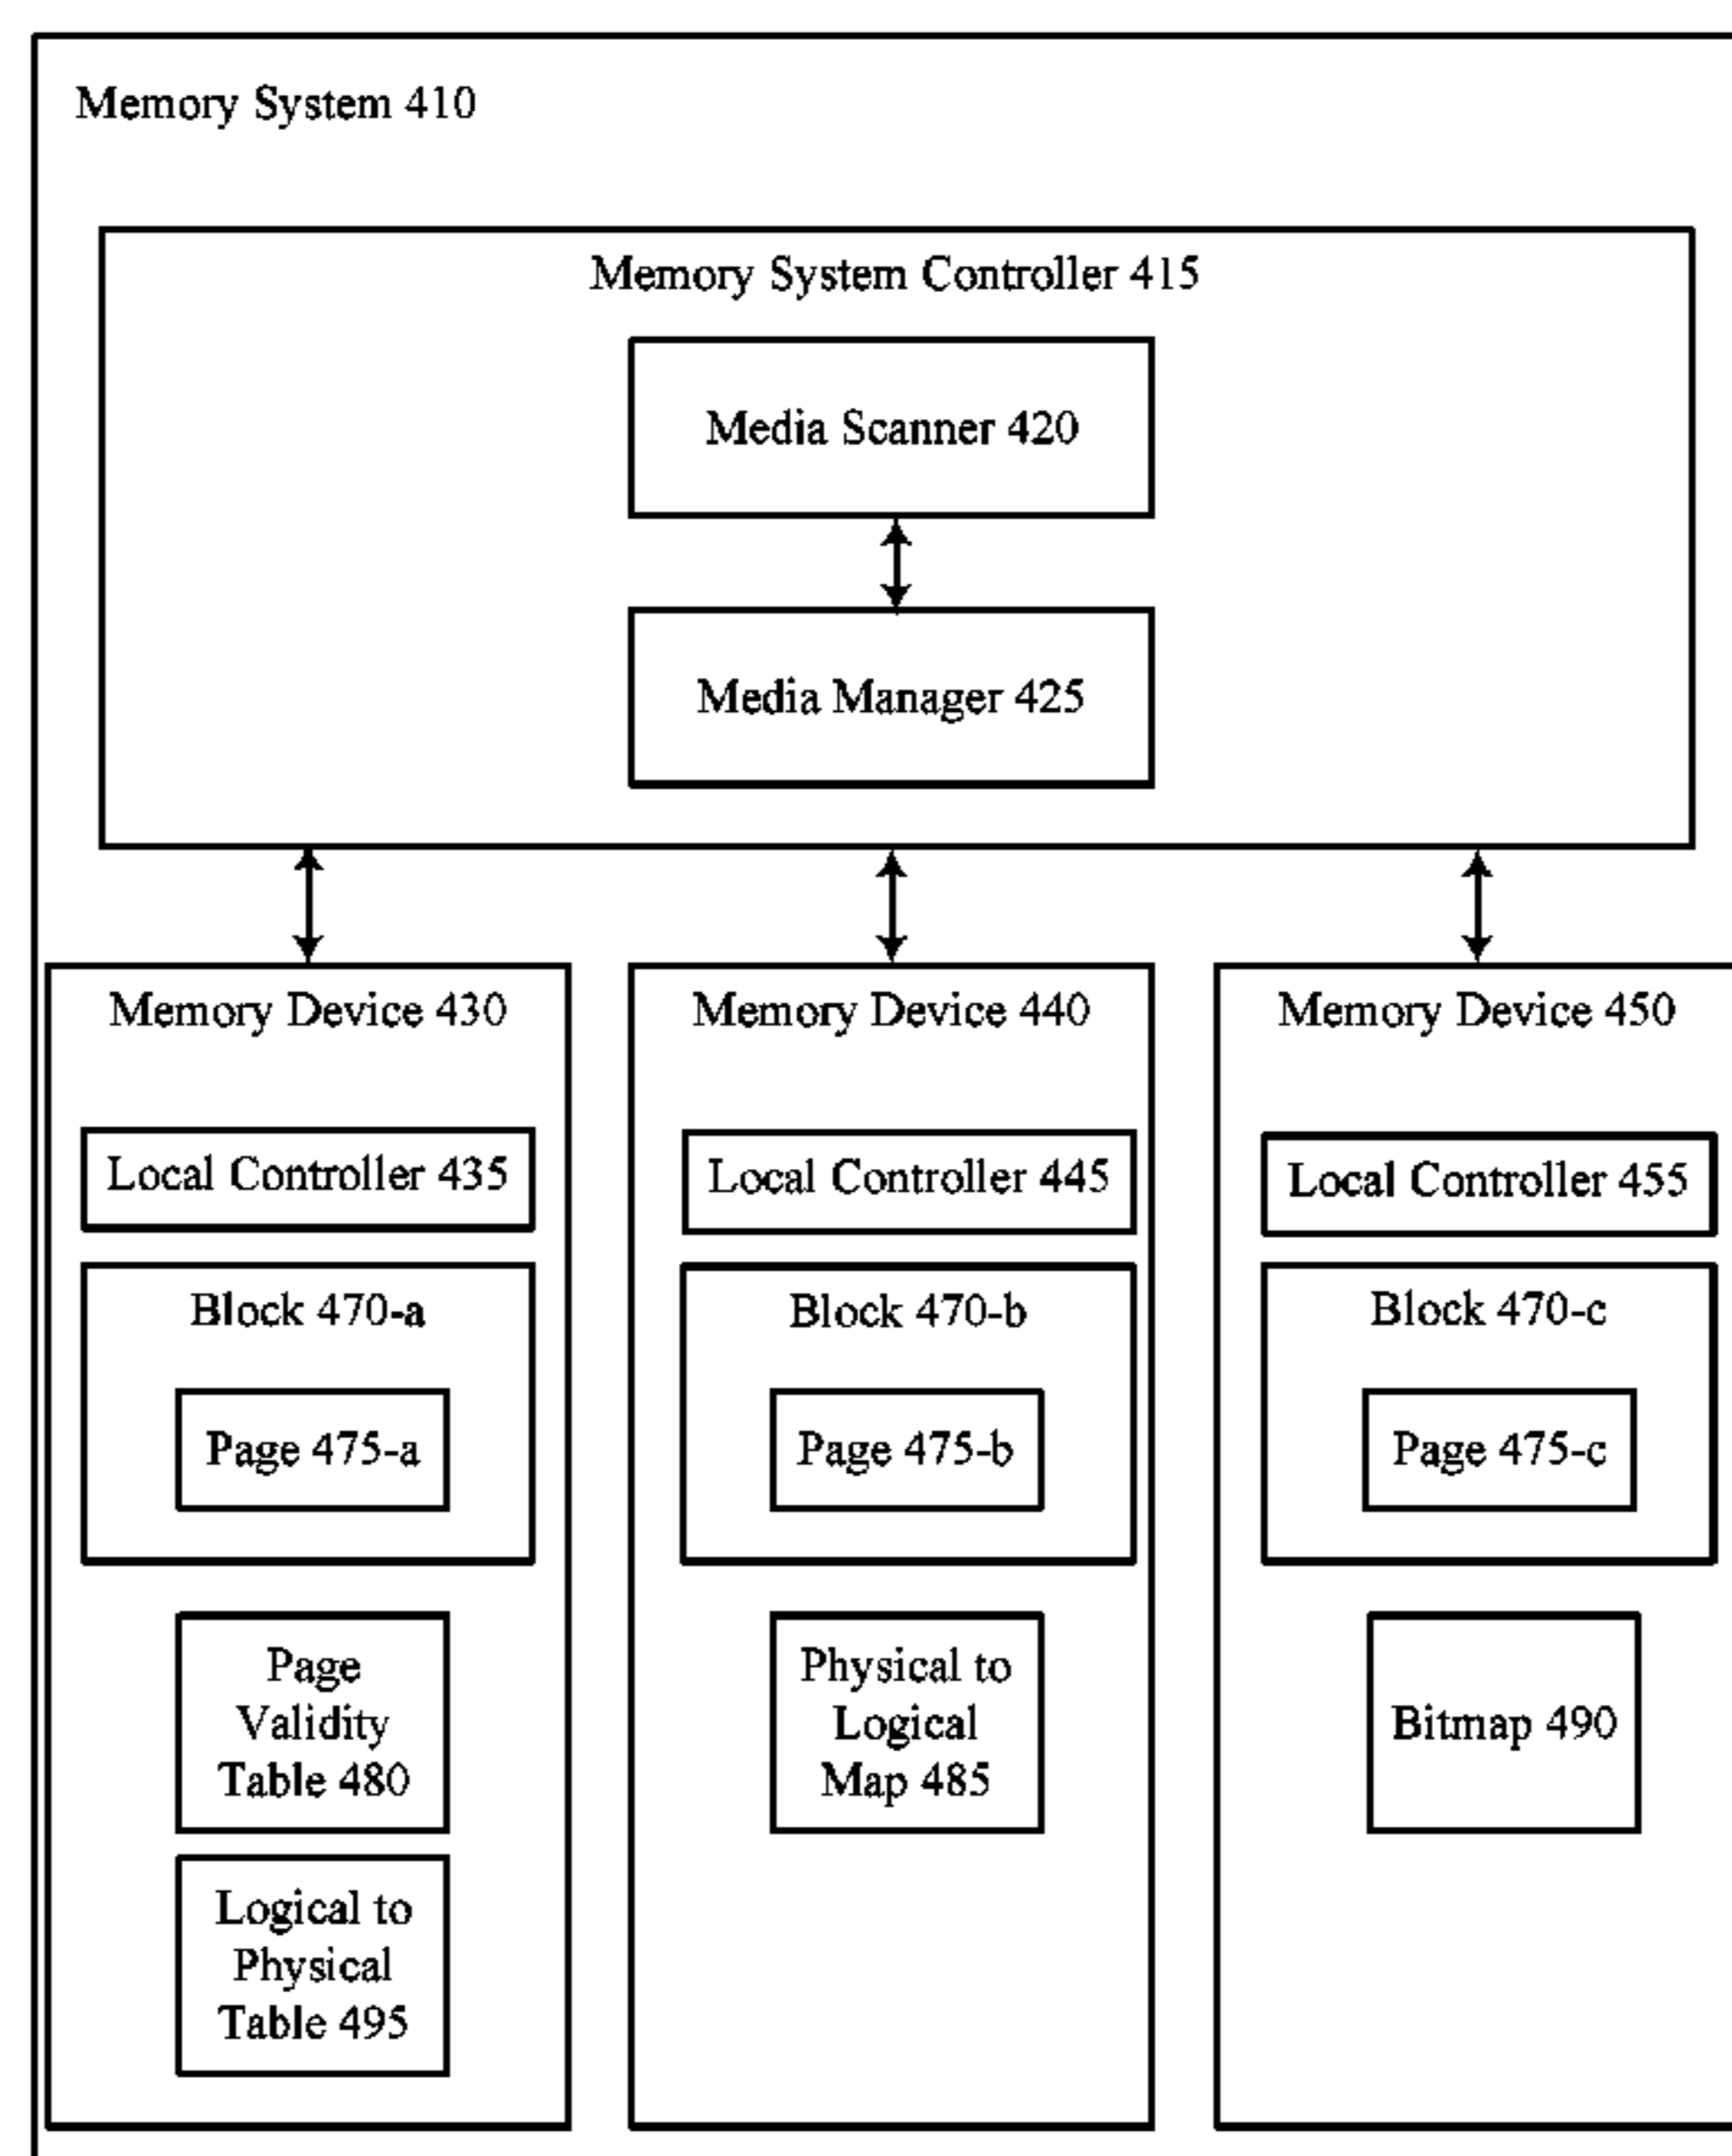 Memory System 410
Memory System Controller 415
Media Scanner 420
Media Manager 425
Memory Device 430
Local Controller 435
Block 470-a
Page 475-a
Page
Validity
Table 480
Logical to
Physical
Table 495
Memory Device 440
Local Controller 445
Block 470-b
Page 475-b
Physical to
Logical
Map 485
Memory Device 450
Local Controller 455
Block 470-c
Page 475-c
Bitmap 490